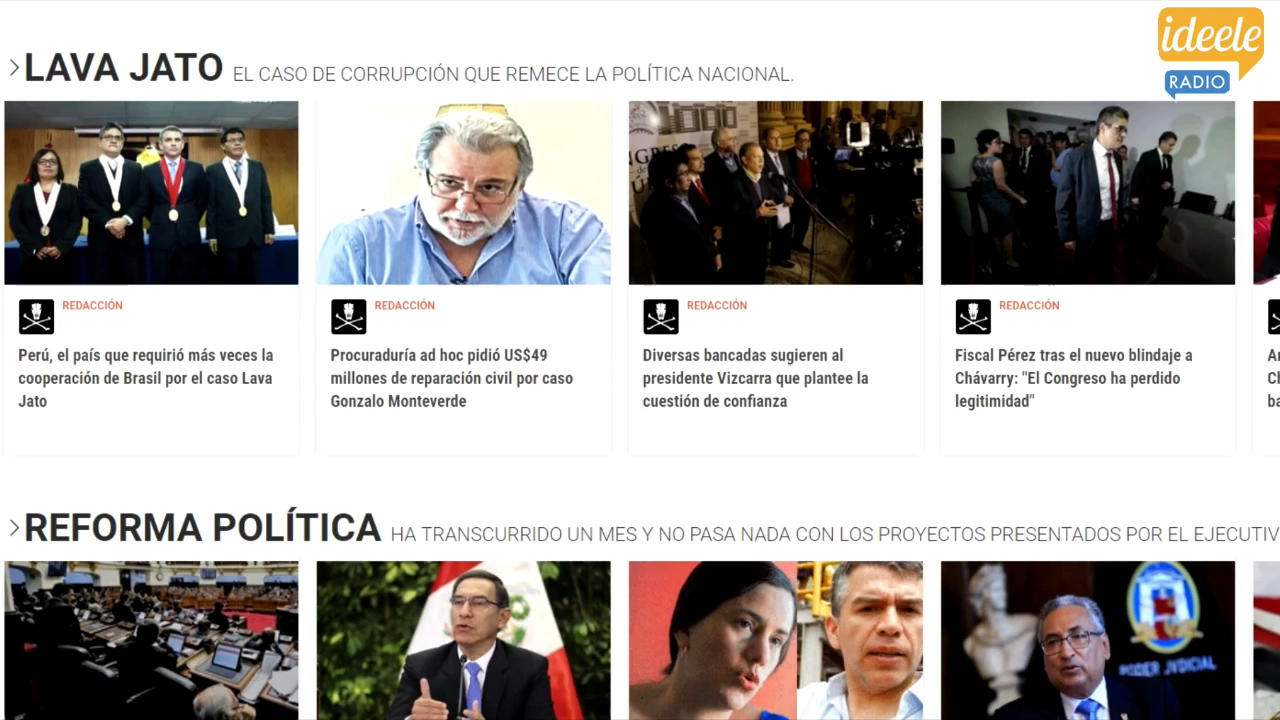 ideele
RADIO
LAVA JATO EL CASO DE CORRUPCIÓN QUE REMECE LA POLÍTICA NACIONAL.
REDACCIÓN
Perú, el país que requirió más veces la
cooperación de Brasil por el caso Lava
Jato
REDACCIÓN
Procuraduría ad hoc pidió US$49
millones de reparación civil por caso
Gonzalo Monteverde
REDACCIÓN
Diversas bancadas sugieren al
presidente Vizcarra que plantee la
cuestión de confianza
REDACCIÓN
Fiscal Pérez tras el nuevo blindaje a
Chávarry: "El Congreso ha perdido
legitimidad"
REFORMA POLÍTICA HA TRANSCURRIDO UN MES Y NO PASA NADA CON LOS PROYECTOS PRESENTADOS POR EL EJECUTIV
PODER JUDICIAL